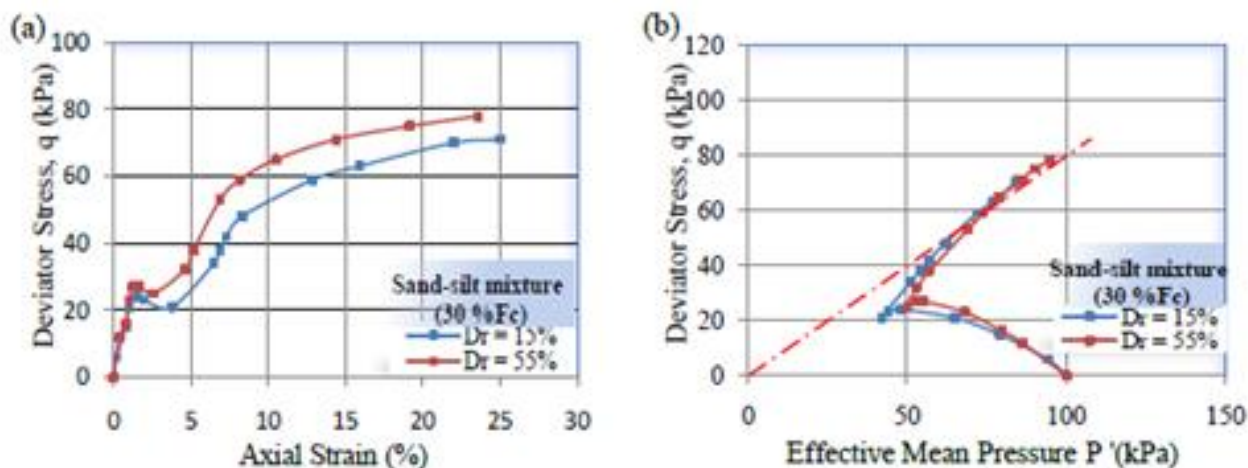 (a)
100
80
60
40
20
0
Deviator Stress, q (kPa)
Sand-silt mixture
(30 %Fc)
Dr = 15%
Dr = 55%
0 5 10 15 20 25 30
Axial Strain (%)
(b)
120
100
80
60
40
20
0
Deviator Stress, q (kPa)
Sand-silt mixture
(30 %Fc)
Dr = 15%
Dr = 55%
0 50 100 150
Effective Mean Pressure P '(kPa)